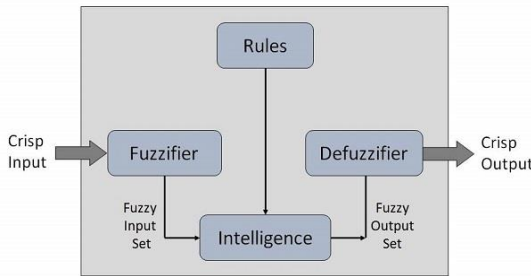 Rules
Crisp
Input
Fuzzifier
Defuzzifier
Crisp
Output
Fuzzy
Input
Set
Intelligence
Fuzzy
Output
Set